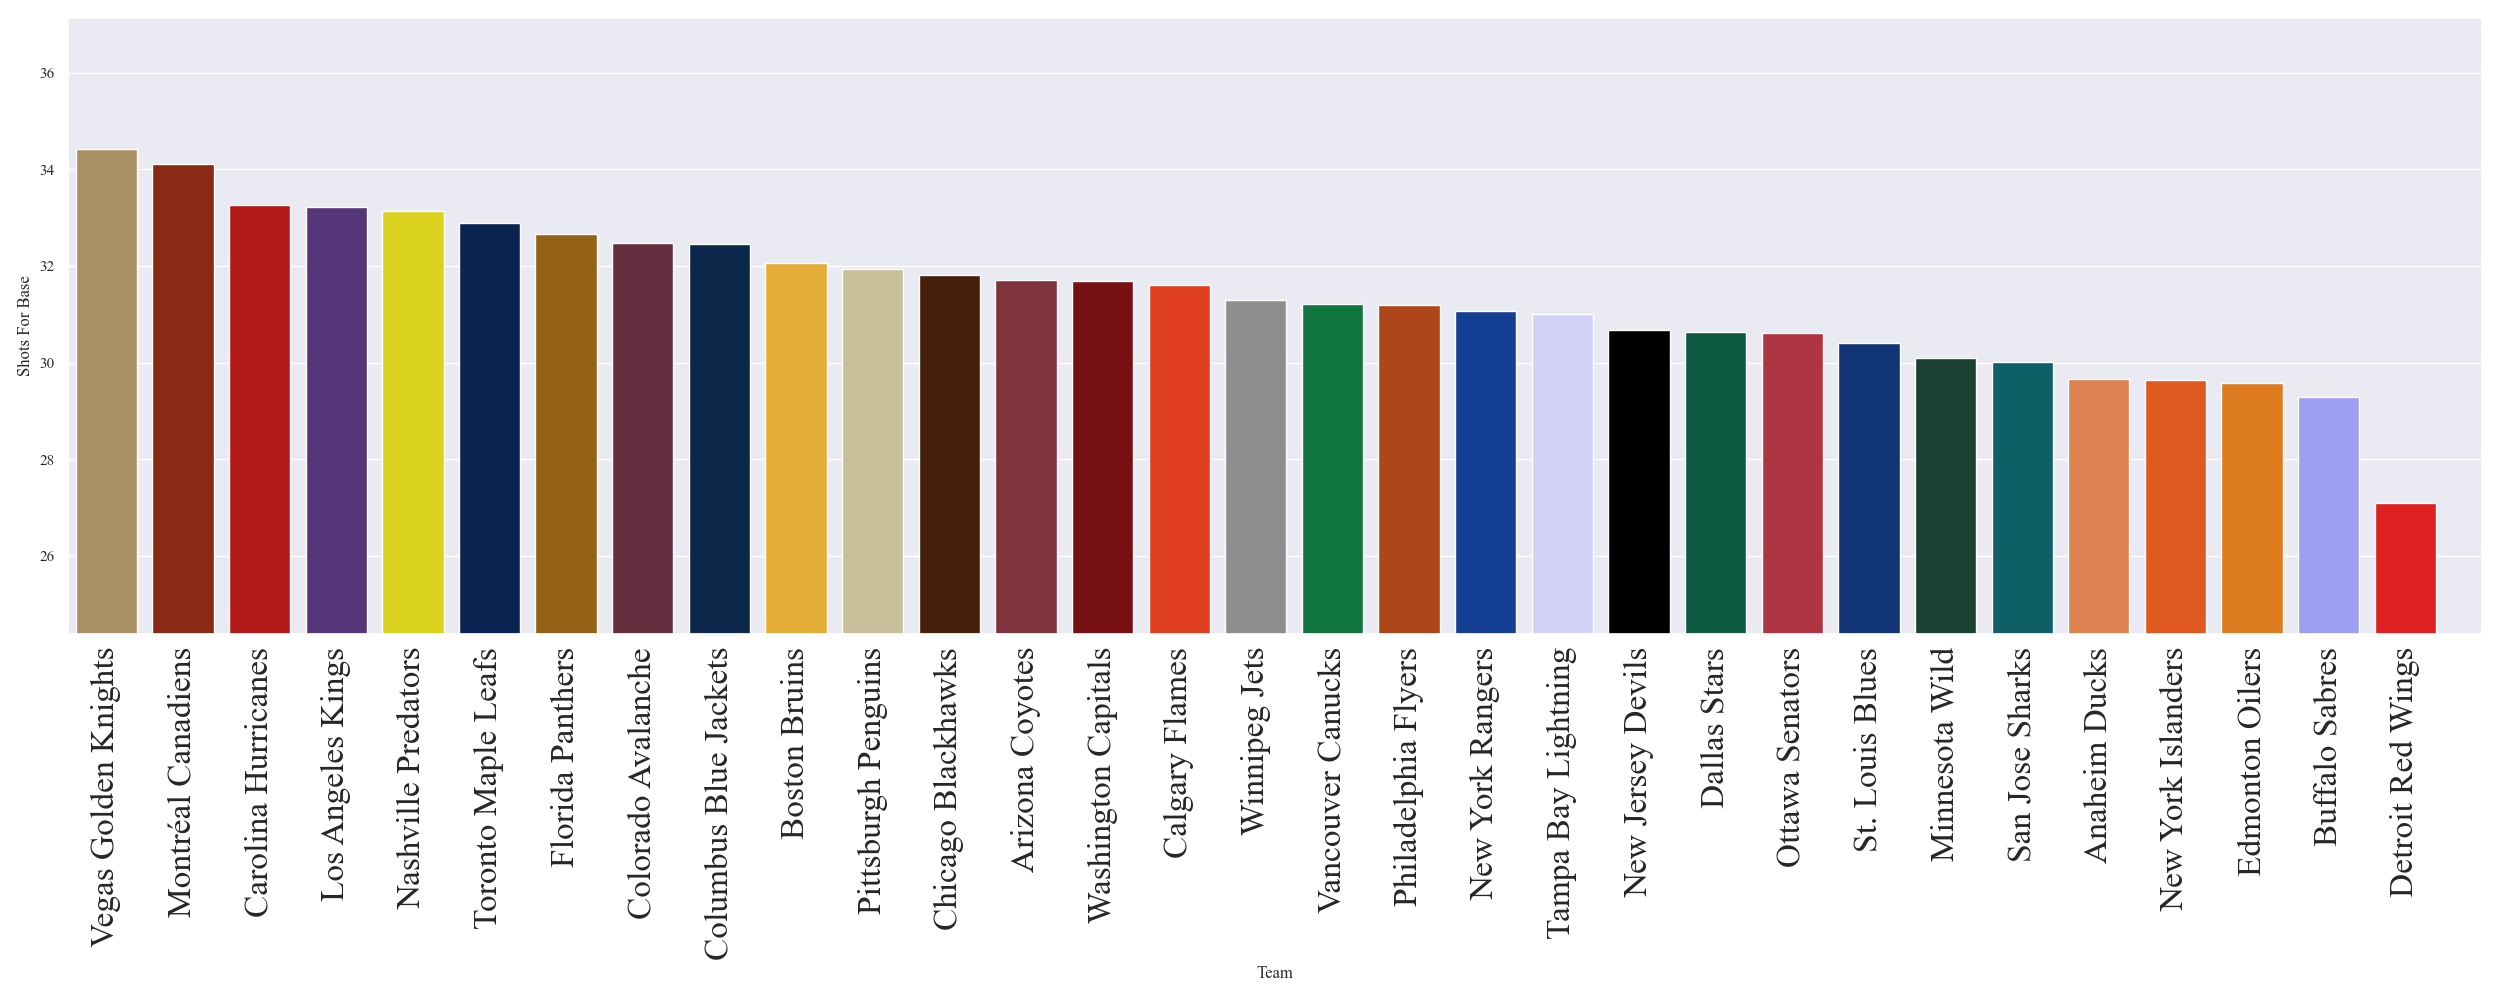 36
34
32
30
28
26
Shots For Base
Vegas Golden Knights
Montréal Canadiens
Carolina Hurricanes
Los Angeles Kings
Nashville Predators
Toronto Maple Leafs
Florida Panthers
Colorado Avalanche
Columbus Blue Jackets
Boston Bruins
Pittsburgh Penguins
Chicago Blackhawks
Arizona Coyotes
Washington Capitals
Calgary Flames
Winnipeg Jets
Vancouver Canucks
Philadelphia Flyers
New York Rangers
Tampa Bay Lightning
New Jersey Devils
Dallas Stars
Ottawa Senators
St. Louis Blues
Minnesota Wild
San Jose Sharks
Anaheim Ducks
New York Islanders
Edmonton Oilers
Buffalo Sabres
Detroit Red Wings
Team